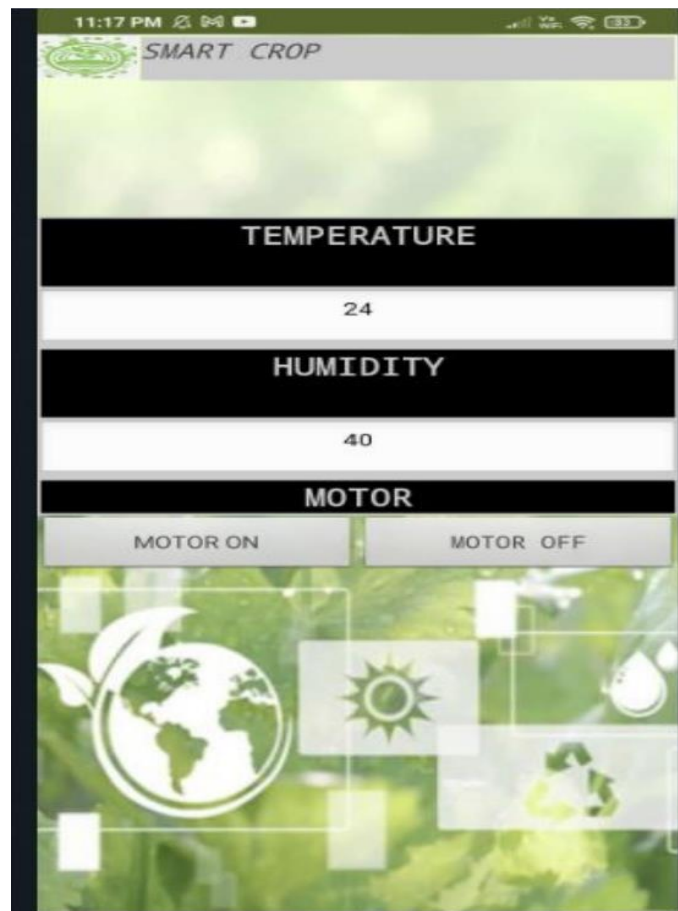 11:17 PM
SMART CROP
TEMPERATURE
24
HUMIDITY
40
MOTOR
MOTOR ON
MOTOR OFF